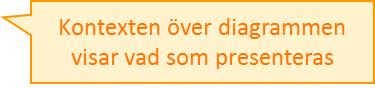 Kontexten över diagrammen
visar vad som presenteras